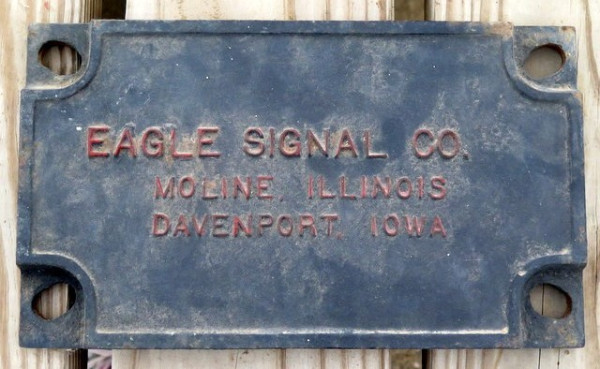 EAGLE SIGNAL CO.
MOLINE, ILLINOIS
DAVENPORT, IOWA